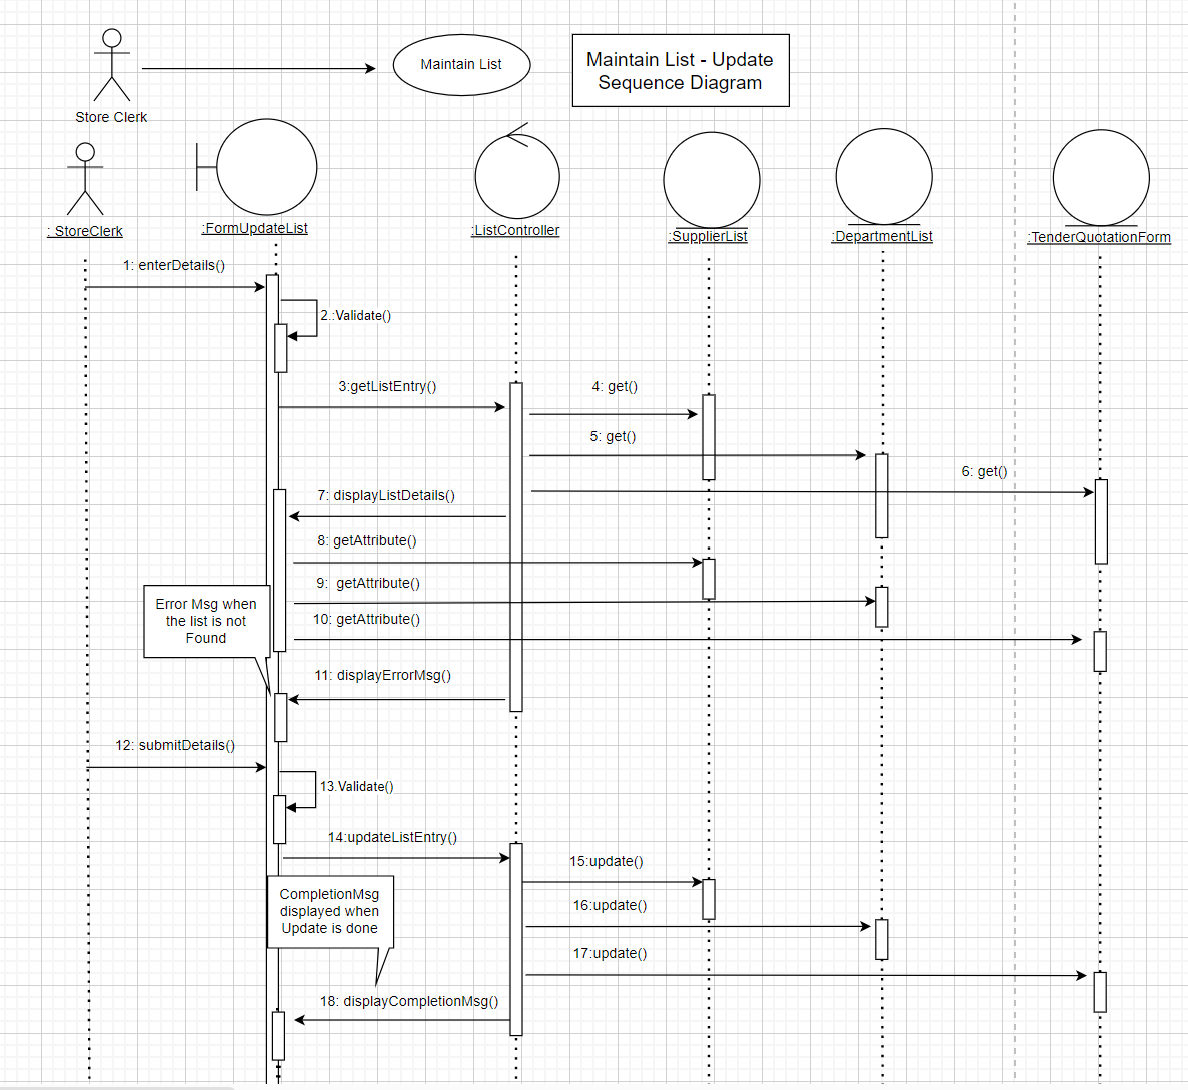 Maintain List
Maintain List - Update
Sequence Diagram
Store Clerk
: StoreClerk
:FormUpdateList
:ListController
:SupplierList
:DepartmentList
:TenderQuotationForm
1: enterDetails()
2.:Validate()
3:getListEntry()
4: get()
5: get()
6: get()
7: displayListDetails()
8: getAttribute()
9: getAttribute()
Error Msg when
the list is not
Found
10: getAttribute()
11: displayErrorMsg()
12: submitDetails()
13.Validate()
14:updateListEntry()
15:update()
CompletionMsg
displayed when
Update is done
16:update()
17:update()
18: displayCompletionMsg()